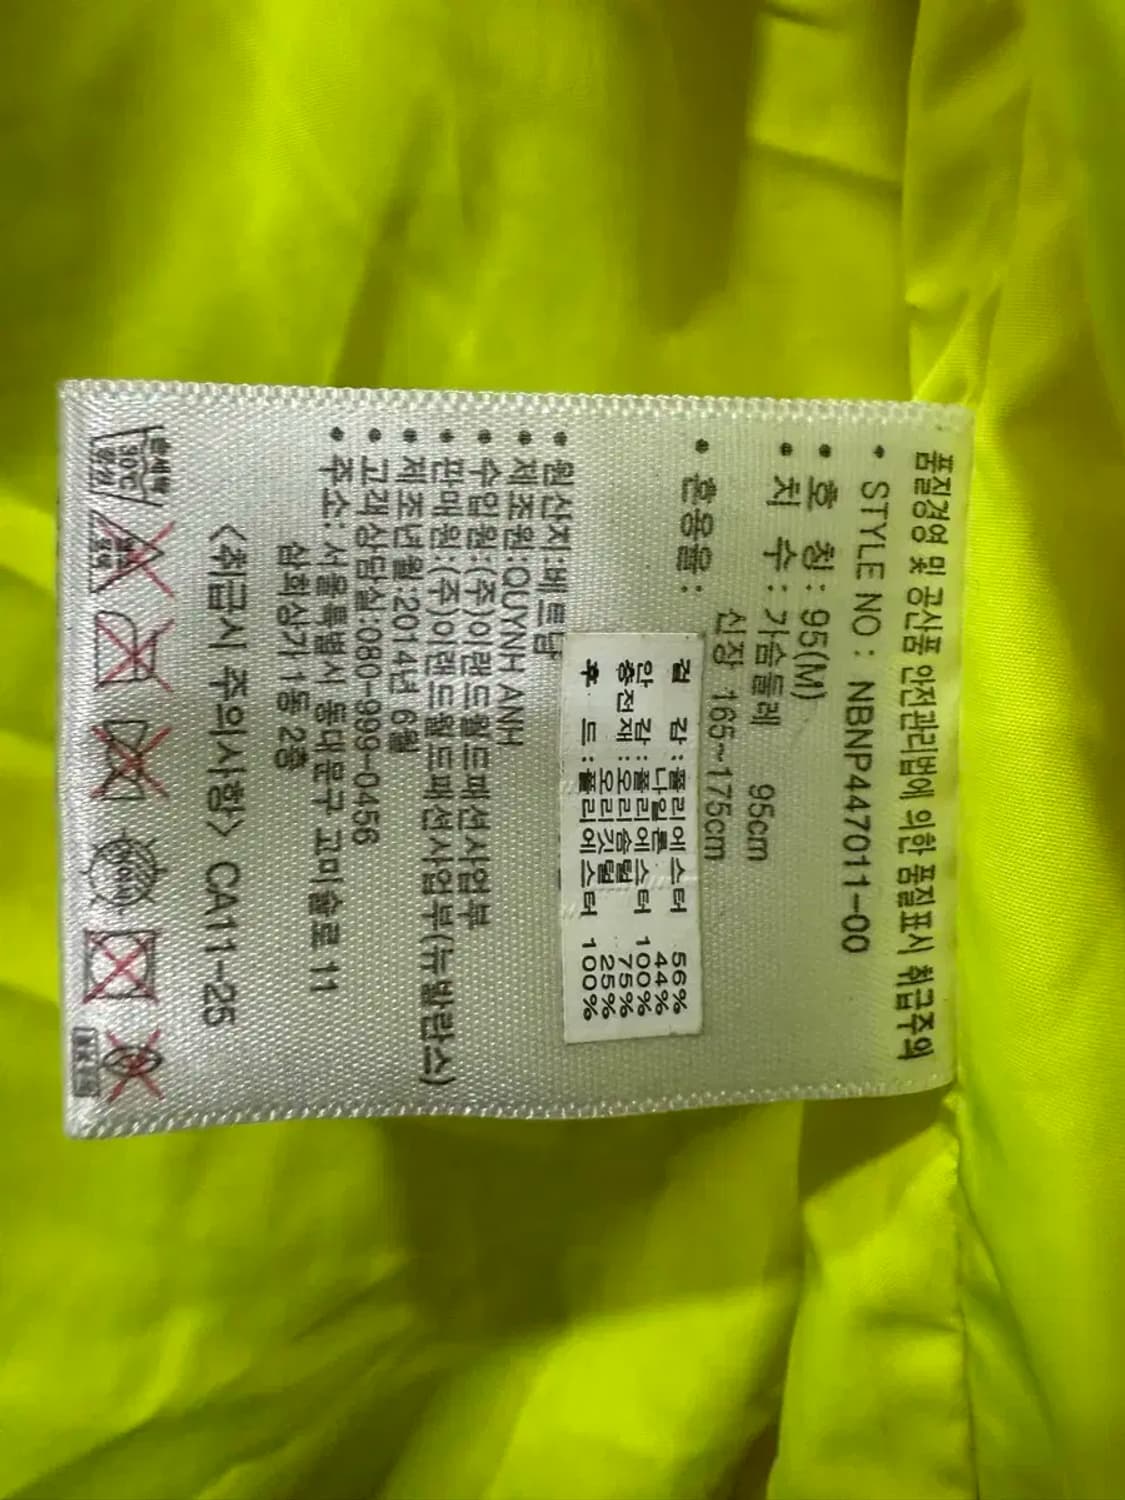 품질경영 및 공산품 안전관리법에 의한 품질표시 취급주의
• STYLE NO : NBNP447011-00
• 호 칭: 95(M)
• 치 수: 가슴둘레 95cm
신장 165~175cm
• 혼용율:
겉 감: 폴리에스터 56%
나일론 44%
안 감: 폴리에스터 100%
충전재: 오리솜털 75%
오리깃털 25%
후 드: 폴리에스터 100%
• 원산지:베트남
• 제조원:QUYNH ANH
• 수입원:(주)이랜드월드패션사업부
• 판매원:(주)이랜드월드패션사업부(뉴발란스)
• 제조년월:2014년 6월
• 고객상담실:080-999-0456
• 주소: 서울특별시 동대문구 고미술로 11
삼희상가 1동 2층
<취급시 주의사항> CA11-25
손세탁
30℃
중성